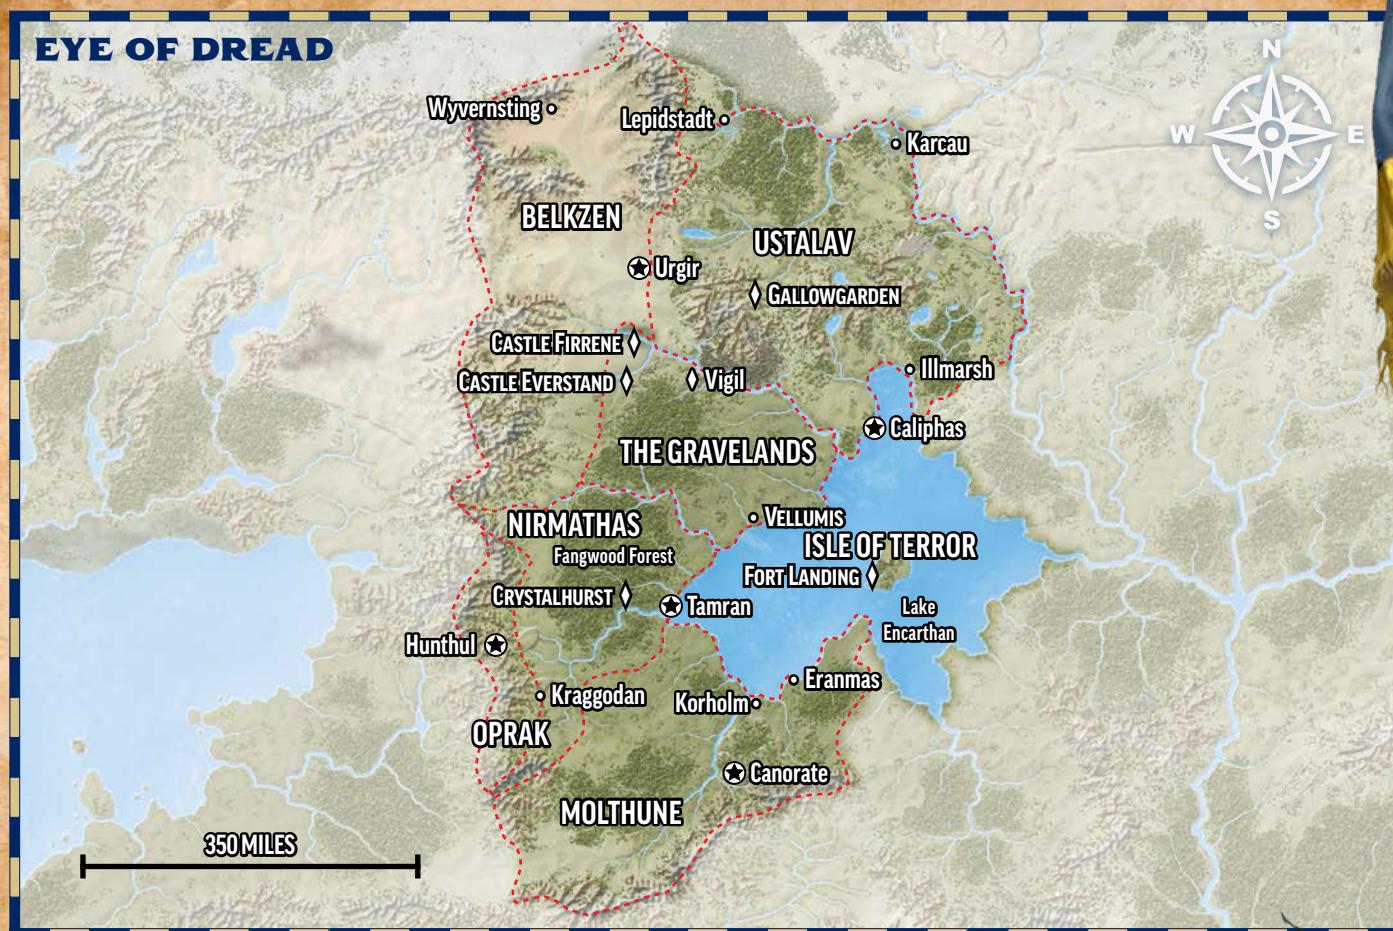 EYE OF DREAD
N
W
E
S
Wyvernsting
Lepidstadt
Karcau
BELKZEN
USTALAV
Urgir
GALLOWGARDEN
CASTLE FIRRENE
CASTLE EVERSTAND
Vigil
Illmarsh
Caliphas
THE GRAVELANDS
VELLUMIS
NIRMATHAS
ISLE OF TERROR
Fangwood Forest
FORT LANDING
CRYSTALHURST
Tamran
Lake
Encarthan
Hunthul
Eranmas
Kraggodan
Korholm
OPRAK
Canorate
MOLTHUNE
350 MILES